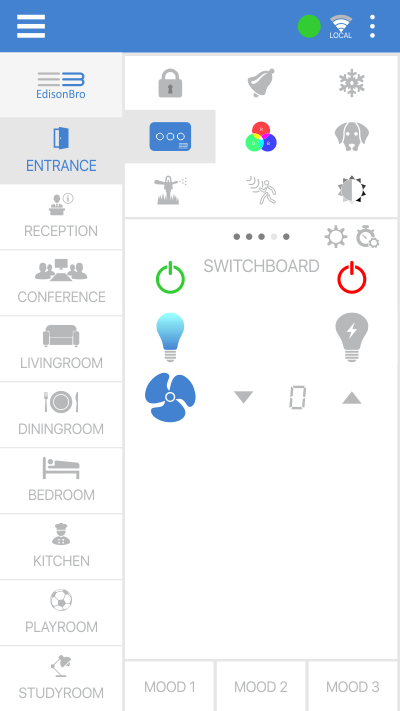 LOCAL
EdisonBro
ENTRANCE
RECEPTION
CONFERENCE
LIVINGROOM
DININGROOM
BEDROOM
KITCHEN
PLAYROOM
STUDYROOM
SWITCHBOARD
0
MOOD 1
MOOD 2
MOOD 3